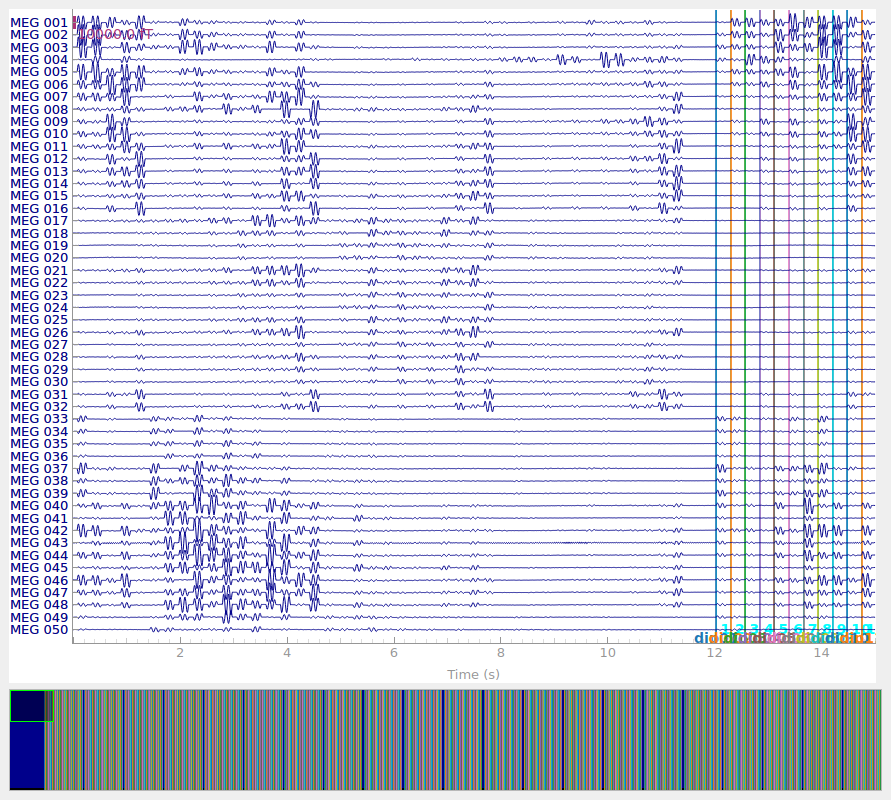 MEG 001
MEG 002
MEG 003
MEG 004
MEG 005
MEG 006
MEG 007
MEG 008
MEG 009
MEG 010
MEG 011
MEG 012
MEG 013
MEG 014
MEG 015
MEG 016
MEG 017
MEG 018
MEG 019
MEG 020
MEG 021
MEG 022
MEG 023
MEG 024
MEG 025
MEG 026
MEG 027
MEG 028
MEG 029
MEG 030
MEG 031
MEG 032
MEG 033
MEG 034
MEG 035
MEG 036
MEG 037
MEG 038
MEG 039
MEG 040
MEG 041
MEG 042
MEG 043
MEG 044
MEG 045
MEG 046
MEG 047
MEG 048
MEG 049
MEG 050
1 2 3 4 5 6 7 8 9 10
2 4 6 8 10 12 14
Time (s)